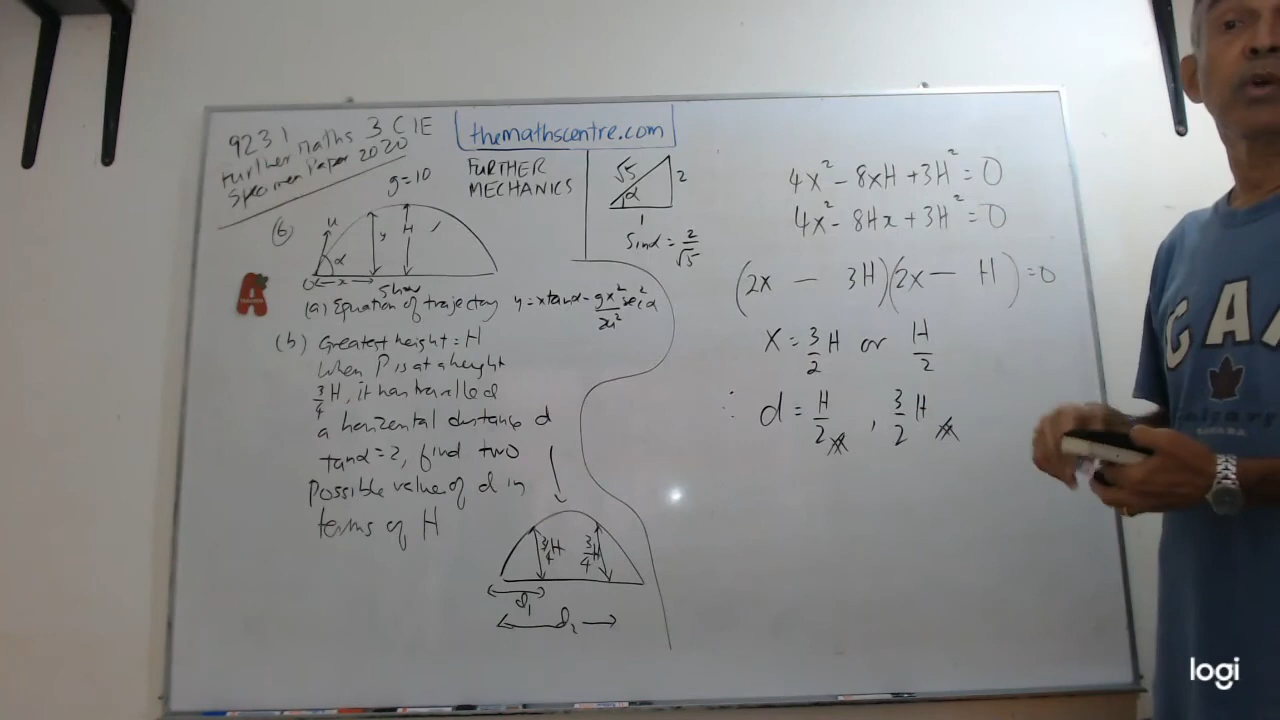 9231
Further Maths 3 CIE
Specimen Paper 2020
themathscentre.com
FURTHER
MECHANICS
g=10
6
u
α
y
H
O
x
Show
(a) Equation of trajectory y=xtanα-gx²/2u² sec²α
(b) Greatest height = H
When P is at a height
3/4 H, it has travelled
a horizontal distance d
tanα=2, find two
possible value of d in
terms of H
3/4 H
3/4 H
d₁
d₂
√5
2
α
1
Sinα = 2/√5
4x² - 8xH + 3H² = 0
4x² - 8Hx + 3H² = 0
(2x - 3H)(2x - H) = 0
x = 3/2 H or H/2
∴ d = H/2 , 3/2 H
CA
logi